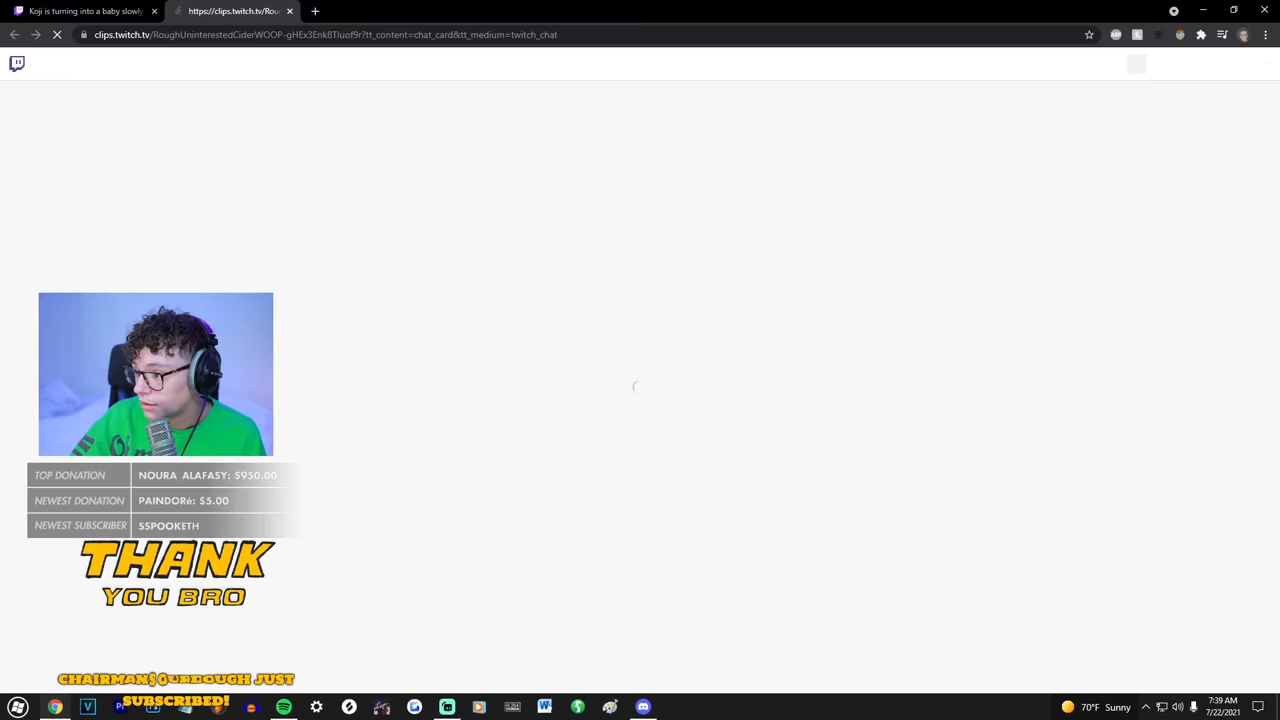 Koji is turning into a baby slowly
https://clips.twitch.tv/Rou
clips.twitch.tv/RoughUninterestedCiderWOOP-gHEx3Enk8TIuof9r?tt_content=chat_card&tt_medium=twitch_chat
TOP DONATION NOURA ALAFASY: $950.00
NEWEST DONATION PAINDORé: $5.00
NEWEST SUBSCRIBER SSPOOKETH
THANK
YOU BRO
JUST
SUBSCRIBED!
70°F Sunny
7:39 AM
7/22/2021